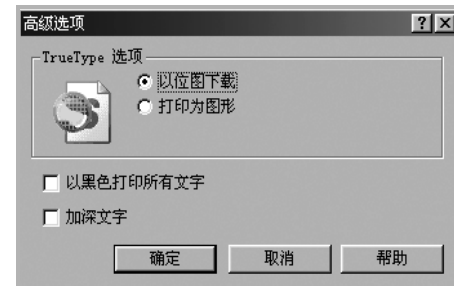 高级选项
TrueType 选项
以位图下载
打印为图形
以黑色打印所有文字
加深文字
确定 取消 帮助